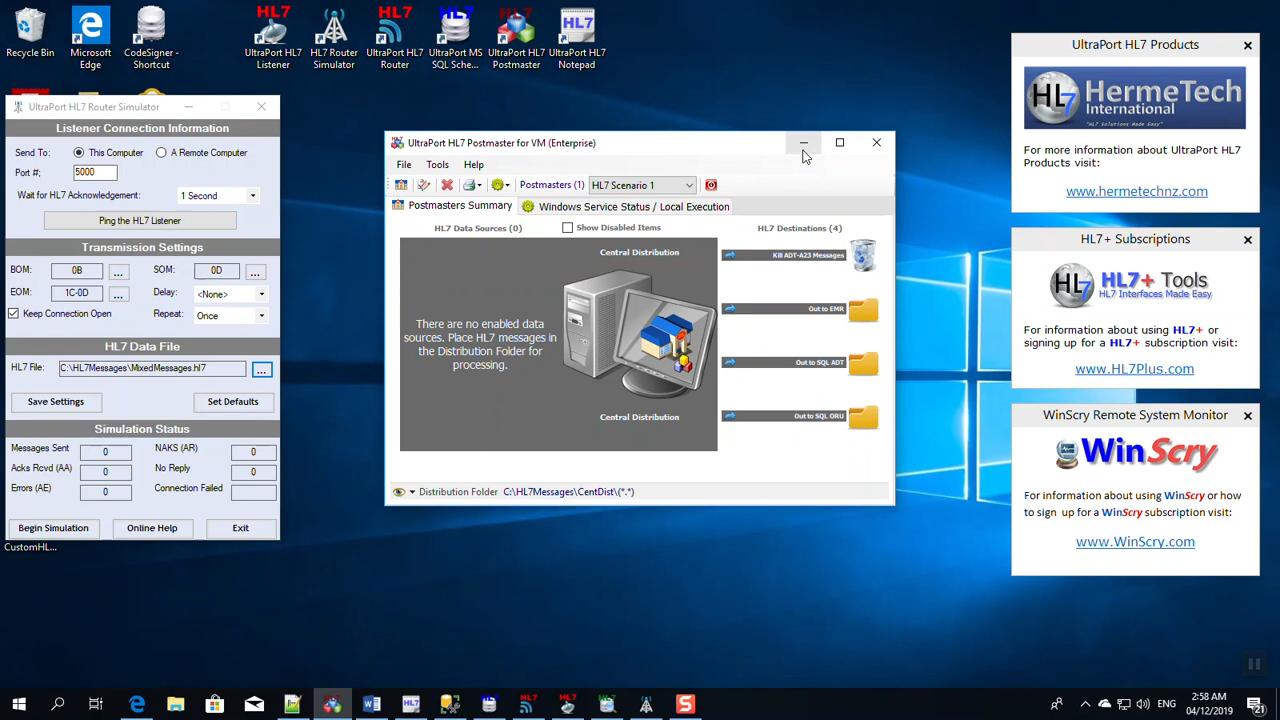 Recycle Bin
Microsoft
Edge
CodeSigner -
Shortcut
HL7
UltraPort HL7
Listener
HL7 Router
Simulator
HL7
UltraPort HL7
Router
HL7
UltraPort MS
SQL Sche...
UltraPort HL7
Postmaster
HL7
UltraPort HL7
Notepad
UltraPort HL7 Router Simulator
Listener Connection Information
Send To:
This Computer
A Remote Computer
Port #:
5000
Wait for HL7 Acknowledgement:
1 Second
Ping the HL7 Listener
Transmission Settings
BOM:
0B
...
SOM:
0D
...
EOM:
1C-0D
...
Delay:
<None>
Keep Connection Open
Repeat:
Once
HL7 Data File
HL7 File:
C:\HL7Messages\MixedMessages.hl7
...
Save Settings
Set Defaults
Simulation Status
Messages Sent
0
NAKS (AR)
0
Acks Rcvd (AA)
0
No Reply
0
Errors (AE)
0
Connection Failed
Begin Simulation
Online Help
Exit
CustomHL...
UltraPort HL7 Postmaster for VM (Enterprise)
File
Tools
Help
Postmasters (1)
HL7 Scenario 1
Postmasters Summary
Windows Service Status / Local Execution
HL7 Data Sources (0)
Show Disabled Items
HL7 Destinations (4)
Central Distribution
There are no enabled data
sources. Place HL7 messages in
the Distribution Folder for
processing.
Central Distribution
Kill ADT-A23 Messages
Out to EMR
Out to SQL ADT
Out to SQL ORU
Distribution Folder
C:\HL7Messages\CentDist\(*.*)
UltraPort HL7 Products
HL7
HermeTech
International
"HL7 Solutions Made Easy"
For more information about UltraPort HL7
Products visit:
www.hermetechnz.com
HL7+ Subscriptions
HL7
HL7+ Tools
HL7 Interfaces Made Easy
For information about using HL7+ or
signing up for a HL7+ subscription visit:
www.HL7Plus.com
WinScry Remote System Monitor
WinScry
For information about using WinScry or how
to sign up for a WinScry subscription visit:
www.WinScry.com
ENG
2:58 AM
04/12/2019
21